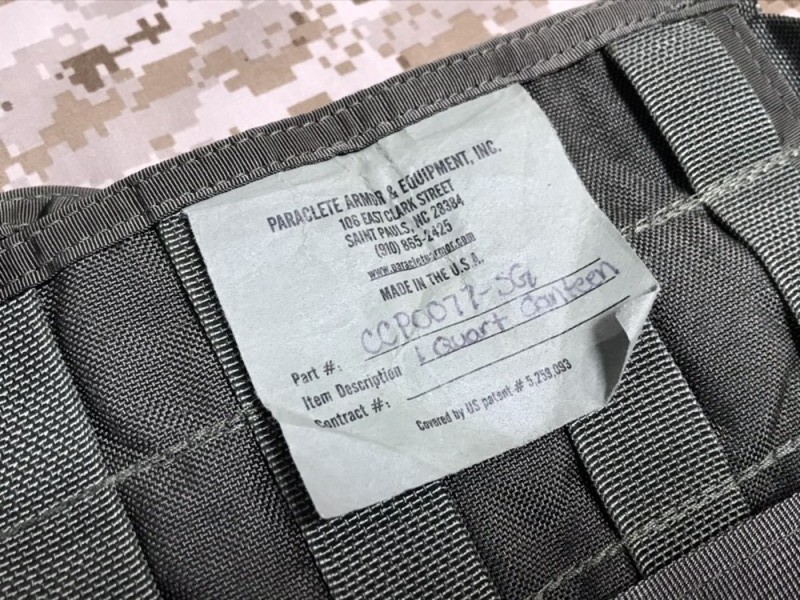 PARACLETE ARMOR & EQUIPMENT, INC.
106 EAST CLARK STREET
SAINT PAULS, NC 28384
(910) 865-2425
www.paracletearmor.com
MADE IN THE U.S.A.
Part #: CCP0077-SG
Item Description 1 Quart Canteen
Contract #:
Covered by US patent # 5,259,093